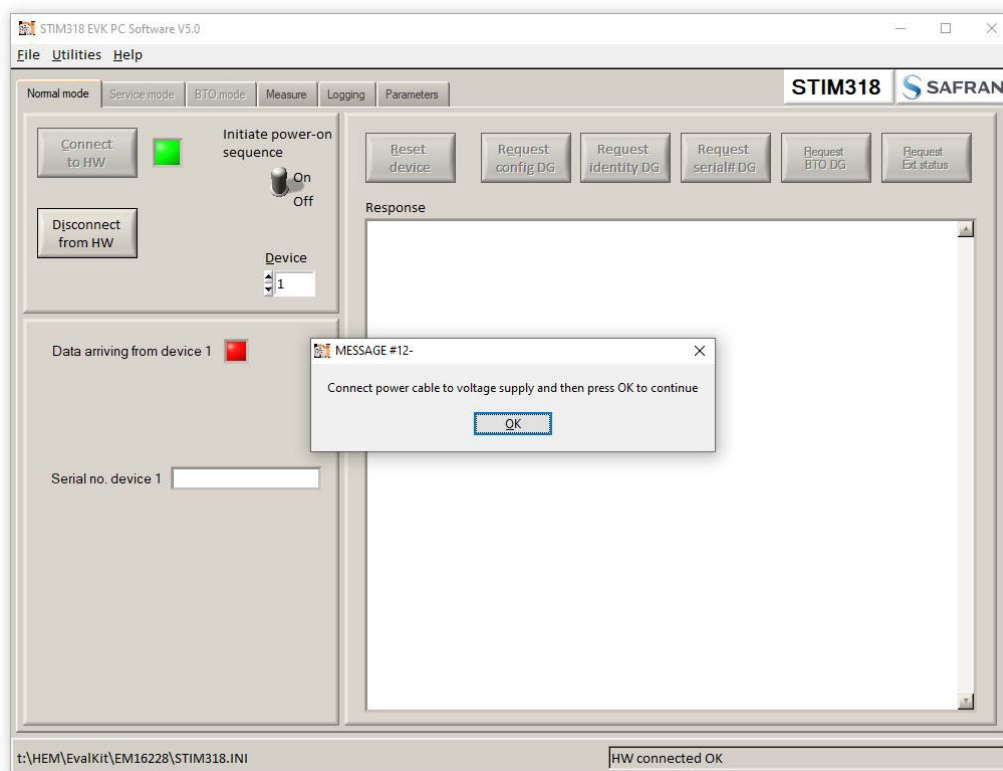 STIM318 EVK PC Software V5.0
File Utilities Help
Normal mode
Service mode
BTO mode
Measure
Logging
Parameters
STIM318
SAFRAN
Connect
to HW
Initiate power-on
sequence
On
Off
Disconnect
from HW
Device
1
Reset
device
Request
config DG
Request
identity DG
Request
serial# DG
Request
BTO DG
Request
Ext status
Response
Data arriving from device 1
MESSAGE #12-
Connect power cable to voltage supply and then press OK to continue
OK
Serial no. device 1
t:\HEM\EvalKit\EM16228\STIM318.INI
HW connected OK